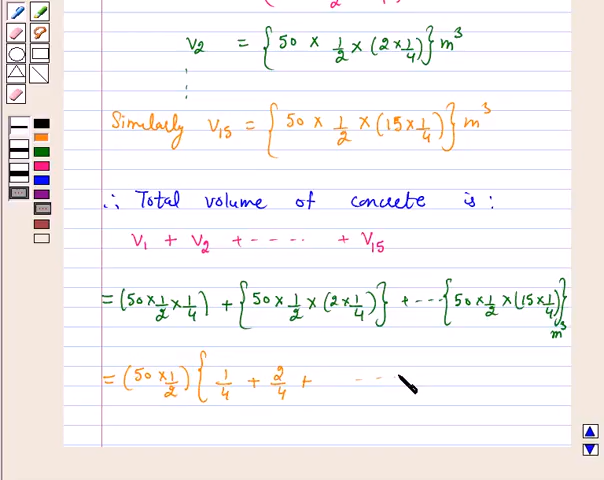 V₂ = {50 × 1/2 × (2×1/4)} m³
Similarly V₁₅ = {50 × 1/2 × (15×1/4)} m³
∴ Total volume of concrete is:
V₁ + V₂ + ---- + V₁₅
= (50×1/2×1/4) + {50×1/2×(2×1/4)} + --- {50×1/2×(15×1/4)} m³
= (50×1/2) { 1/4 + 2/4 + ---